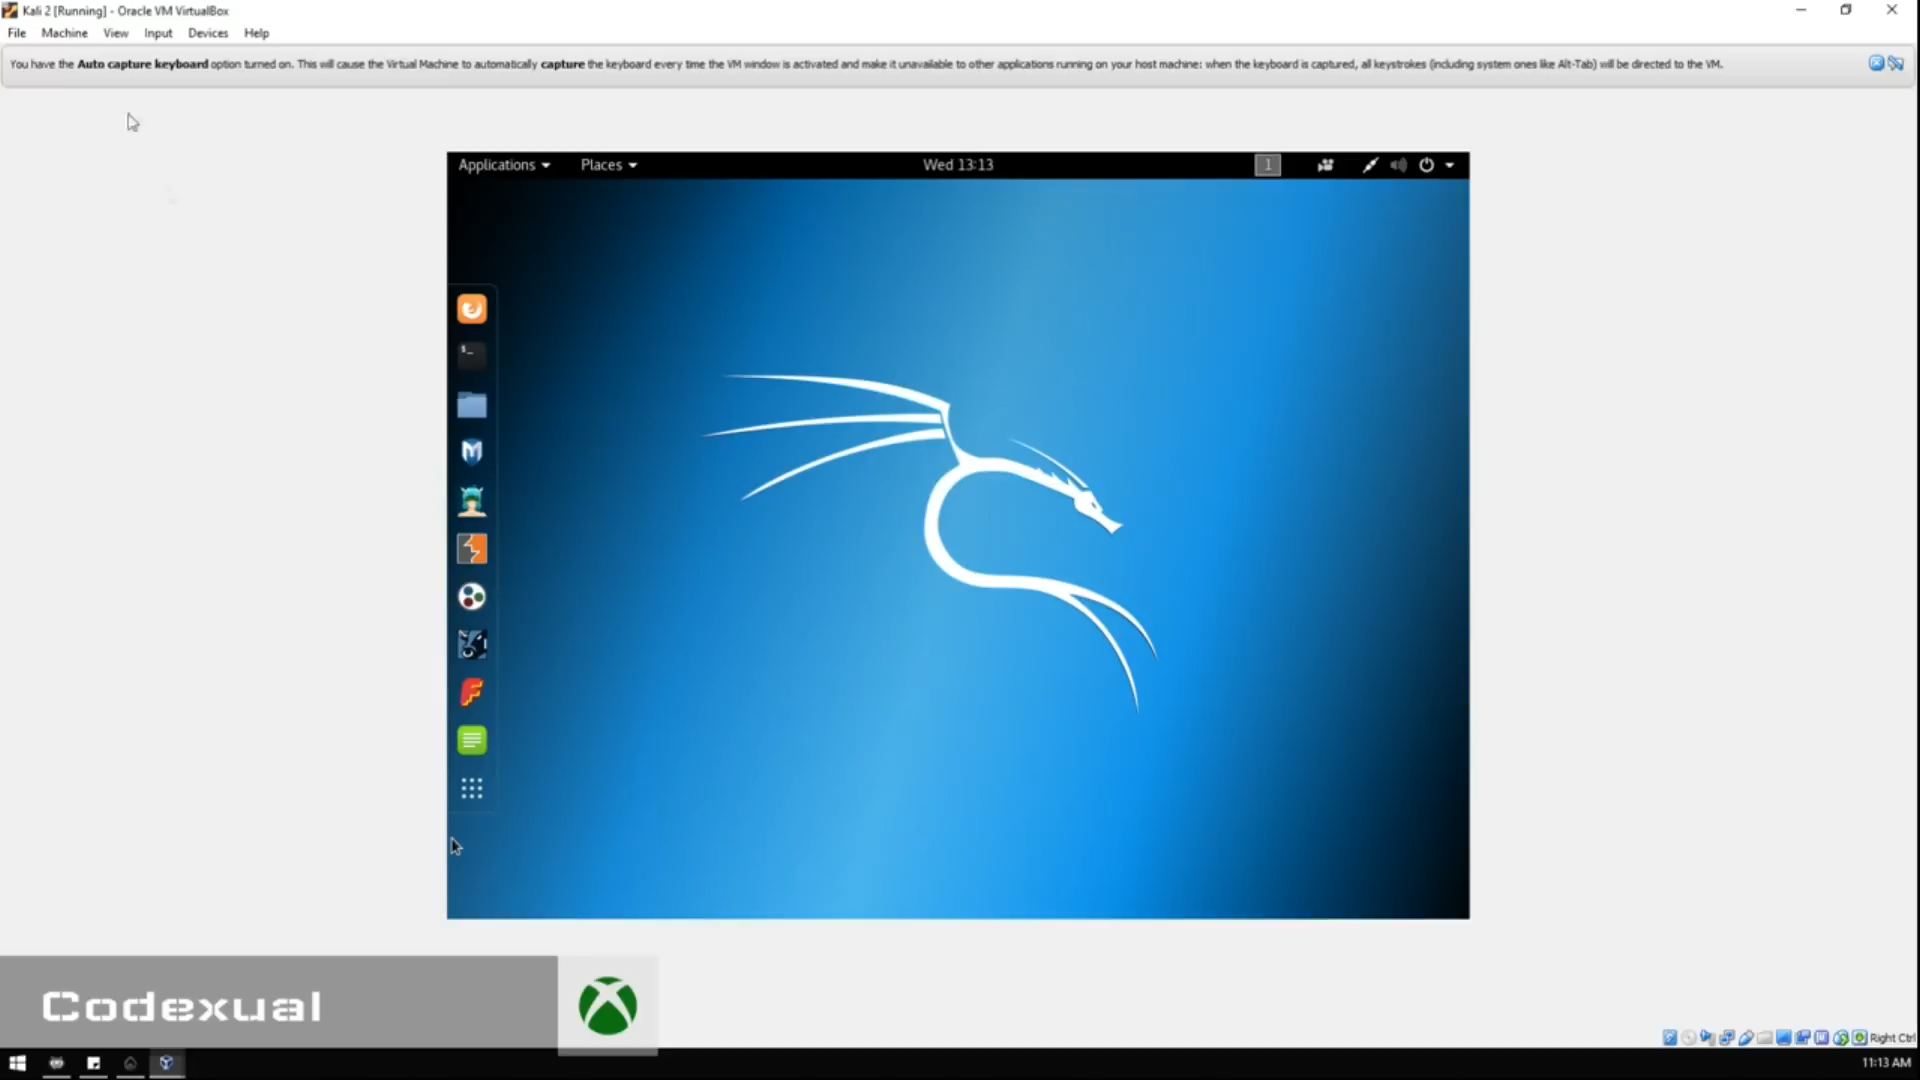 Kali 2 [Running] - Oracle VM VirtualBox
File Machine View Input Devices Help
You have the Auto capture keyboard option turned on. This will cause the Virtual Machine to automatically capture the keyboard every time the VM window is activated and make it unavailable to other applications running on your host machine: when the keyboard is captured, all keystrokes (including system ones like Alt-Tab) will be directed to the VM.
Applications Places Wed 13:13 1
$_
Codexual
Right Ctrl
11:13 AM